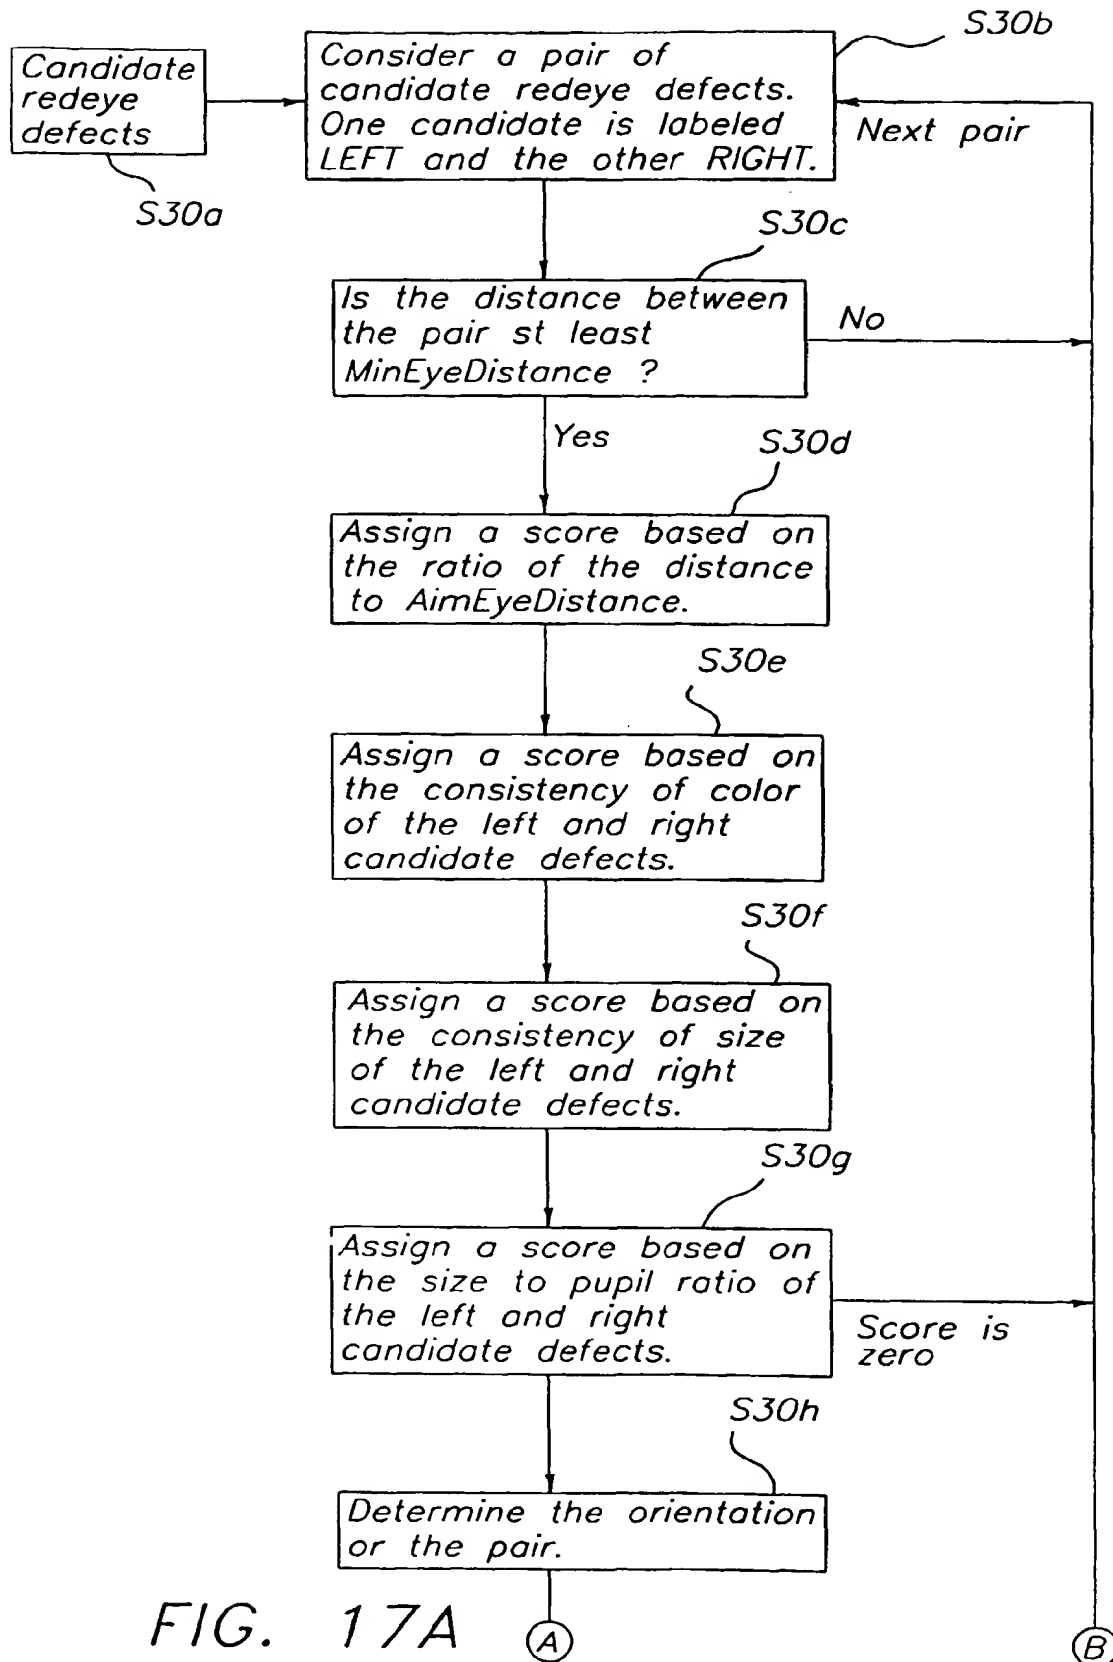 S30b
Candidate
redeye
defects
S30a
Consider a pair of
candidate redeye defects.
One candidate is labeled
LEFT and the other RIGHT.
Next pair
S30c
Is the distance between
the pair st least
MinEyeDistance ?
No
Yes
S30d
Assign a score based on
the ratio of the distance
to AimEyeDistance.
S30e
Assign a score based on
the consistency of color
of the left and right
candidate defects.
S30f
Assign a score based on
the consistency of size
of the left and right
candidate defects.
S30g
Assign a score based on
the size to pupil ratio of
the left and right
candidate defects.
Score is
zero
S30h
Determine the orientation
or the pair.
FIG. 17A
A
B